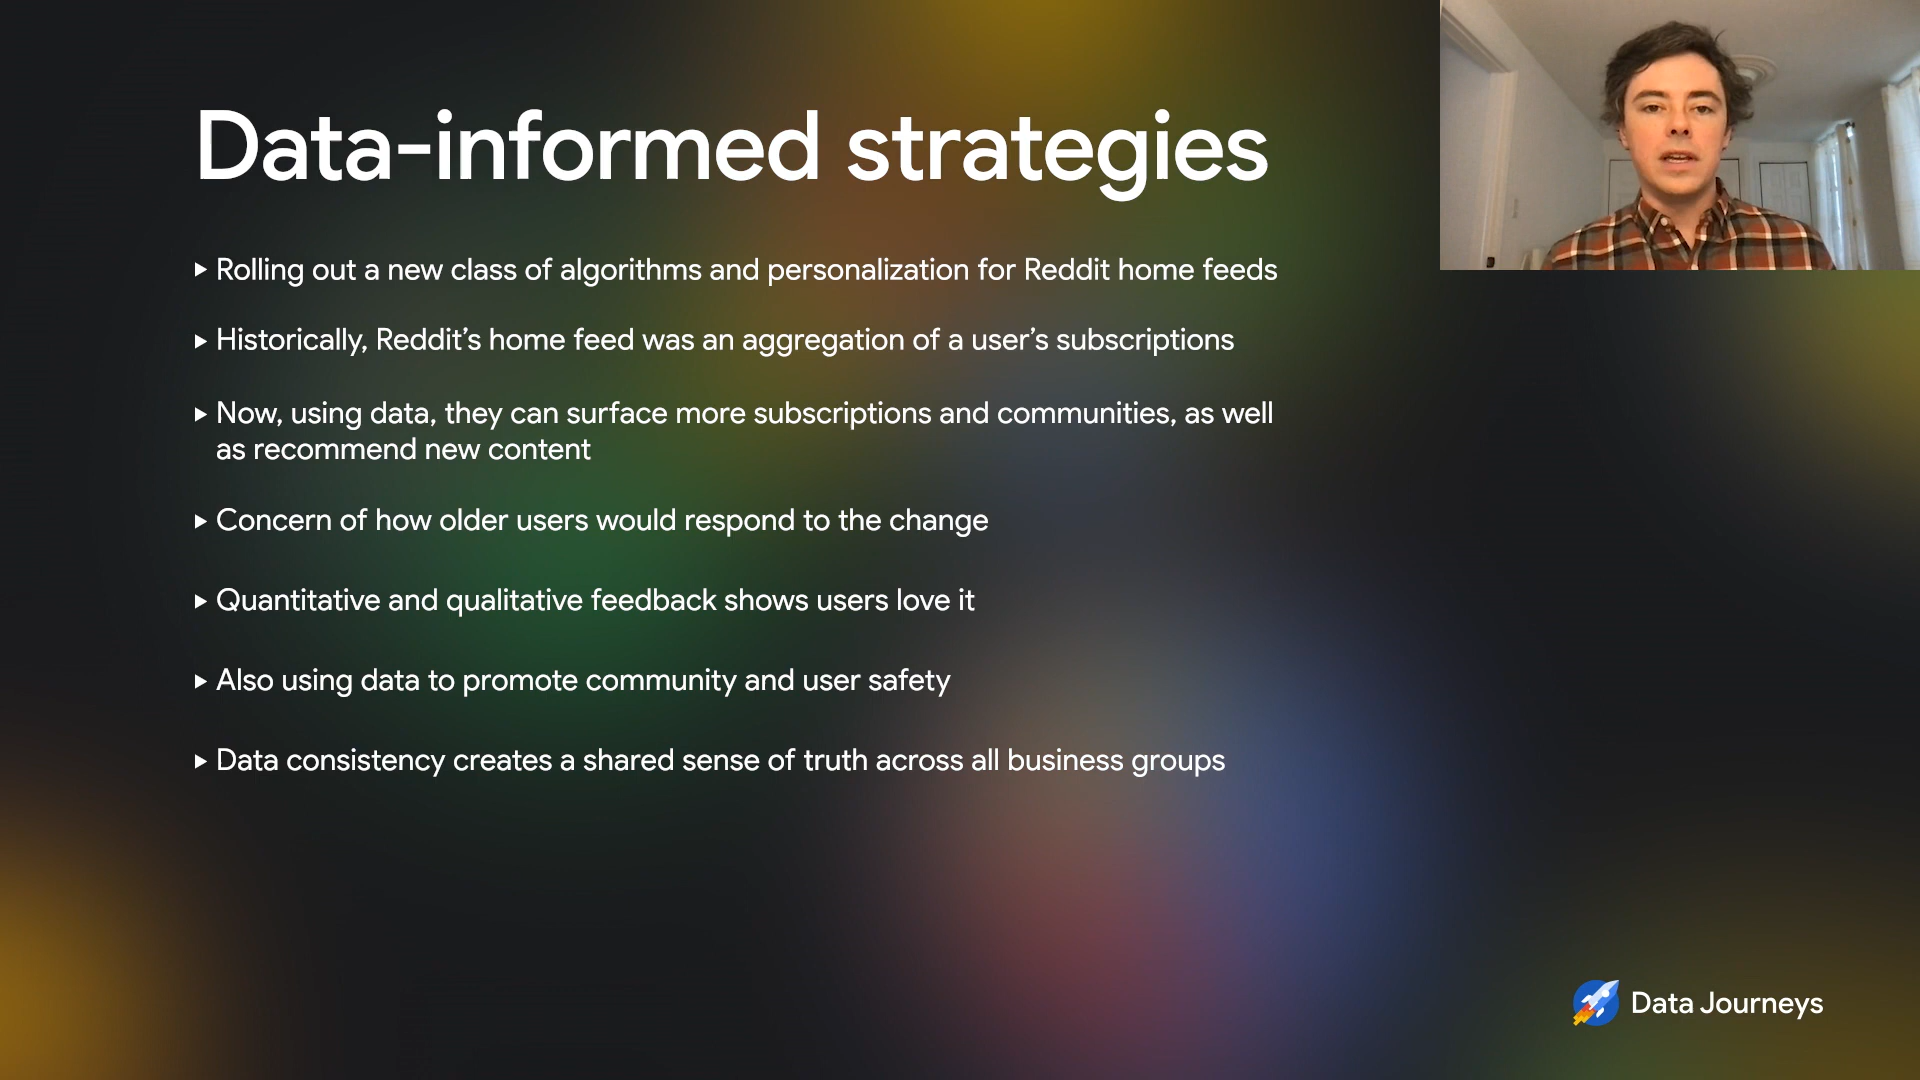 Data-informed strategies
▸ Rolling out a new class of algorithms and personalization for Reddit home feeds
▸ Historically, Reddit’s home feed was an aggregation of a user’s subscriptions
▸ Now, using data, they can surface more subscriptions and communities, as well
as recommend new content
▸ Concern of how older users would respond to the change
▸ Quantitative and qualitative feedback shows users love it
▸ Also using data to promote community and user safety
▸ Data consistency creates a shared sense of truth across all business groups
Data Journeys